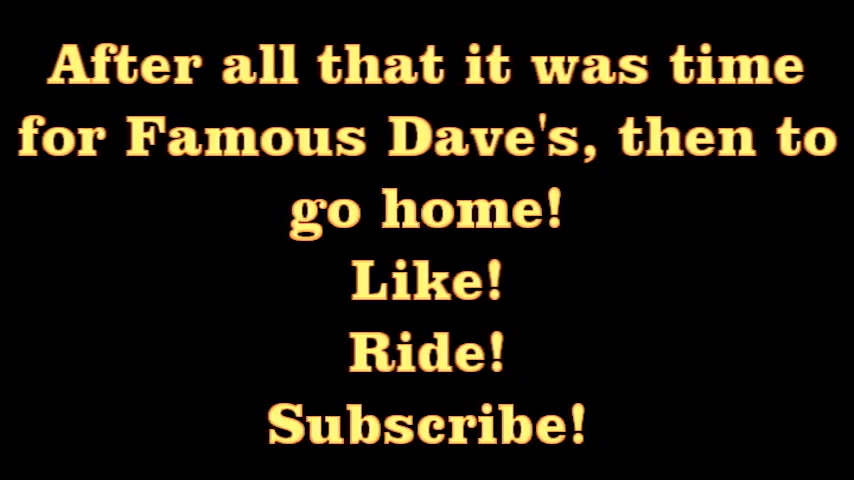 After all that it was time
for Famous Dave's, then to
go home!
Like!
Ride!
Subscribe!